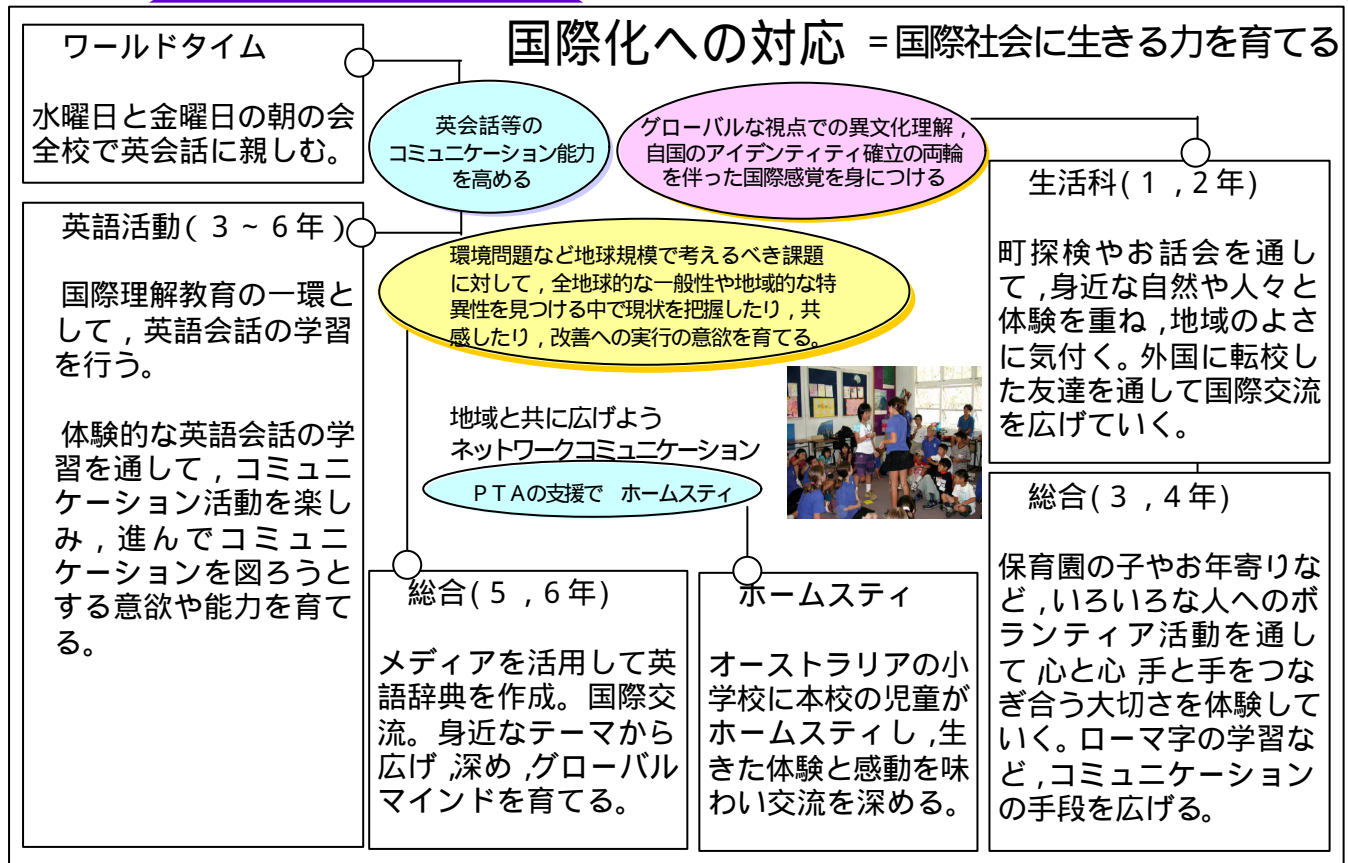 国際化への対応 =国際社会に生きる力を育てる
ワールドタイム
水曜日と金曜日の朝の会
全校で英会話に親しむ。
英会話等の
コミュニケーション能力
を高める
グローバルな視点での異文化理解,
自国のアイデンティティ確立の両輪
を伴った国際感覚を身につける
英語活動(3~6年)
国際理解教育の一環と
して,英語会話の学習
を行う。
体験的な英語会話の学
習を通して,コミュニ
ケーション活動を楽し
み,進んでコミュニ
ケーションを図ろうと
する意欲や能力を育て
る。
環境問題など地球規模で考えるべき課題
に対して,全地球的な一般性や地域的な特
異性を見つける中で現状を把握したり,共
感したり,改善への実行の意欲を育てる。
地域と共に広げよう
ネットワークコミュニケーション
PTAの支援で ホームスティ
生活科(1,2年)
町探検やお話会を通し
て,身近な自然や人々と
体験を重ね,地域のよさ
に気付く。外国に転校し
た友達を通して国際交流
を広げていく。
総合(5,6年)
メディアを活用して英
語辞典を作成。国際交
流。身近なテーマから
広げ,深め,グローバル
マインドを育てる。
ホームスティ
オーストラリアの小
学校に本校の児童が
ホームスティし,生
きた体験と感動を味
わい交流を深める。
総合(3,4年)
保育園の子やお年寄りな
ど,いろいろな人へのボ
ランティア活動を通し
て,心と心,手と手をつな
ぎ合う大切さを体験して
いく。ローマ字の学習な
ど,コミュニケーション
の手段を広げる。